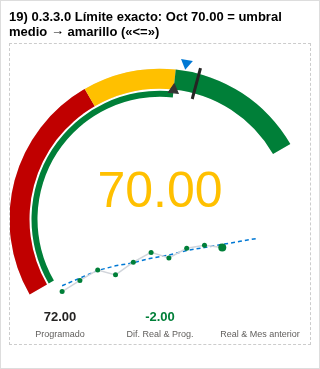 19) 0.3.3.0 Límite exacto: Oct 70.00 = umbral
medio → amarillo («<=»)
70.00
72.00 -2.00
Programado Dif. Real & Prog. Real & Mes anterior